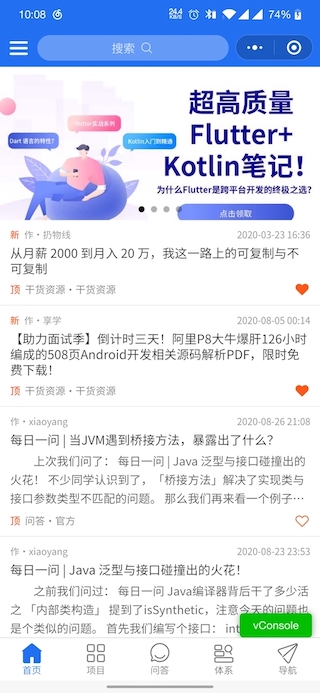 10:08
24.4
KB/s
74%
搜索
超高质量
Flutter+
Kotlin笔记！
为什么Flutter是跨平台开发的终极之选?
Flutter实战系列
Dart 语言的特性?
Kotlin入门到精通
点击领取
新 作・扔物线 2020-03-23 16:36
从月薪 2000 到月入 20 万，我这一路上的可复制与不
可复制
顶 干货资源・干货资源
新 作・享学 2020-08-05 00:14
【助力面试季】倒计时三天！阿里P8大牛爆肝126小时
编成的508页Android开发相关源码解析PDF，限时免
费下载！
顶 干货资源・干货资源
作・xiaoyang 2020-08-26 21:08
每日一问 | 当JVM遇到桥接方法，暴露出了什么？
上次我们问了： 每日一问 | Java 泛型与接口碰撞出的
火花！ 不少同学认识到了，「桥接方法」解决了实现类与
接口参数类型不匹配的问题。 那么我们再来看一个例子…
顶 问答・官方
作・xiaoyang 2020-08-23 23:53
每日一问 | Java 泛型与接口碰撞出的火花！
之前我们问过： 每日一问 | Java编译器背后干了多少活
之 「内部类构造」 提到了isSynthetic，注意今天的问题也
是个类似的问题。 首先我们编写个接口： int
vConsole
首页
项目
问答
体系
导航